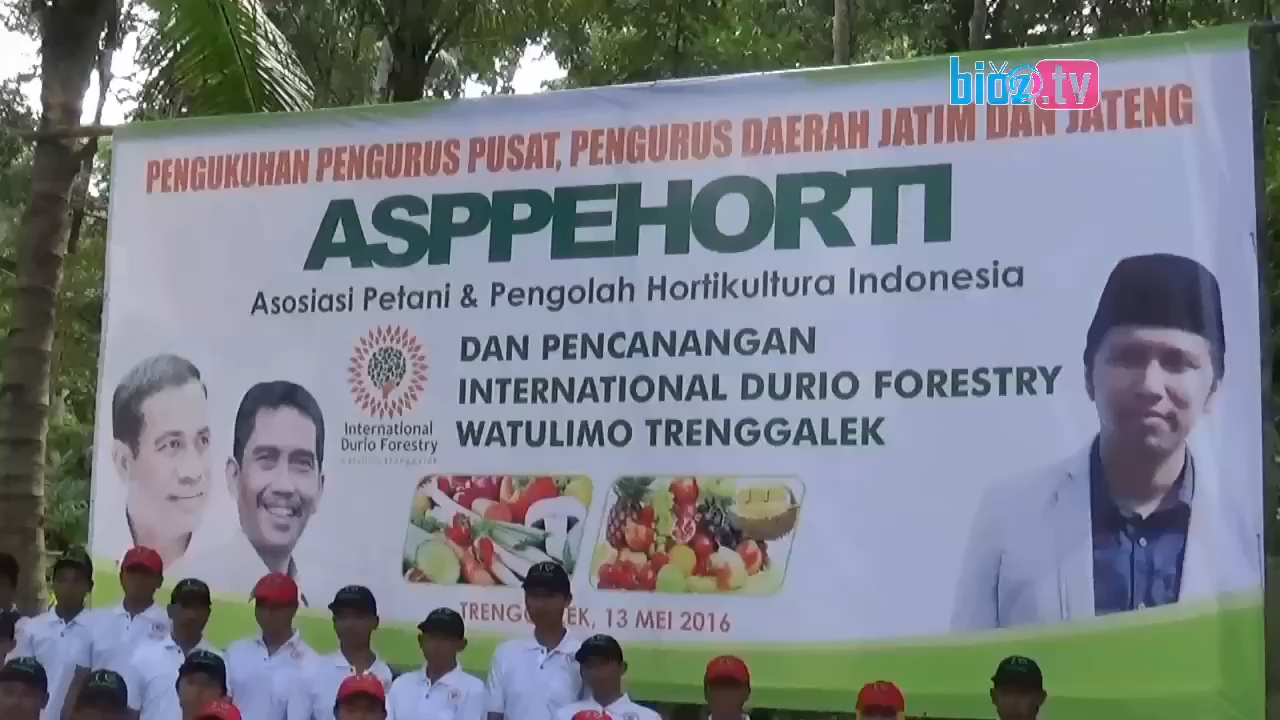 bioz.tv
PENGUKUHAN PENGURUS PUSAT, PENGURUS DAERAH JATIM DAN JATENG
ASPPEHORTI
Asosiasi Petani & Pengolah Hortikultura Indonesia
DAN PENCANANGAN
INTERNATIONAL DURIO FORESTRY
WATULIMO TRENGGALEK
International
Durio Forestry
TRENGGALEK, 13 MEI 2016